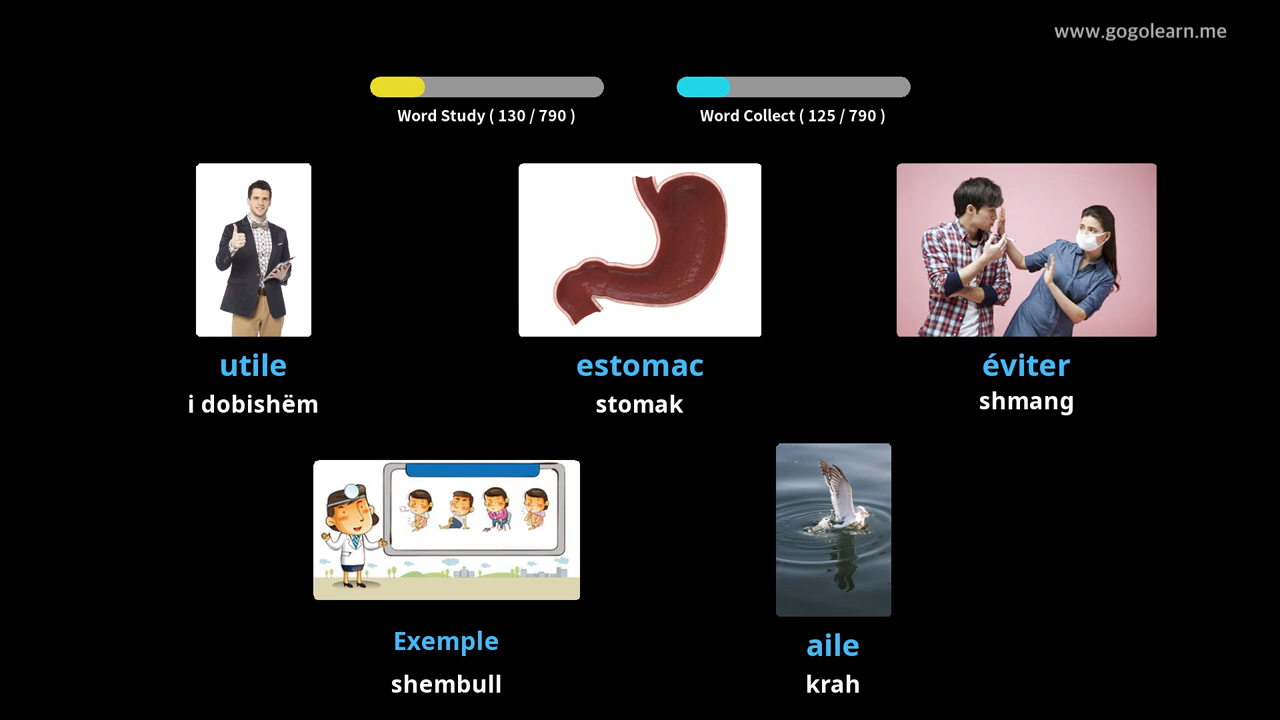 www.gogolearn.me
Word Study ( 130 / 790 )
Word Collect ( 125 / 790 )
utile
i dobishëm
estomac
stomak
éviter
shmang
Exemple
shembull
aile
krah